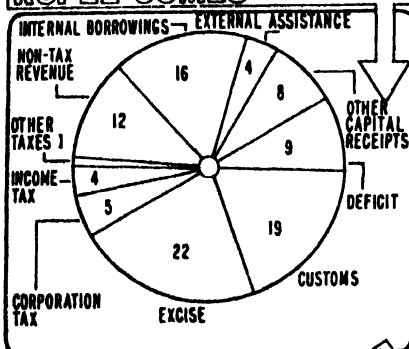 INTERNAL BORROWINGS
EXTERNAL ASSISTANCE
NON-TAX
REVENUE
16
4
8
12
OTHER
CAPITAL
RECEIPTS
OTHER
TAXES 1
9
INCOME
TAX
4
DEFICIT
5
19
22
CUSTOMS
CORPORATION
TAX
EXCISE